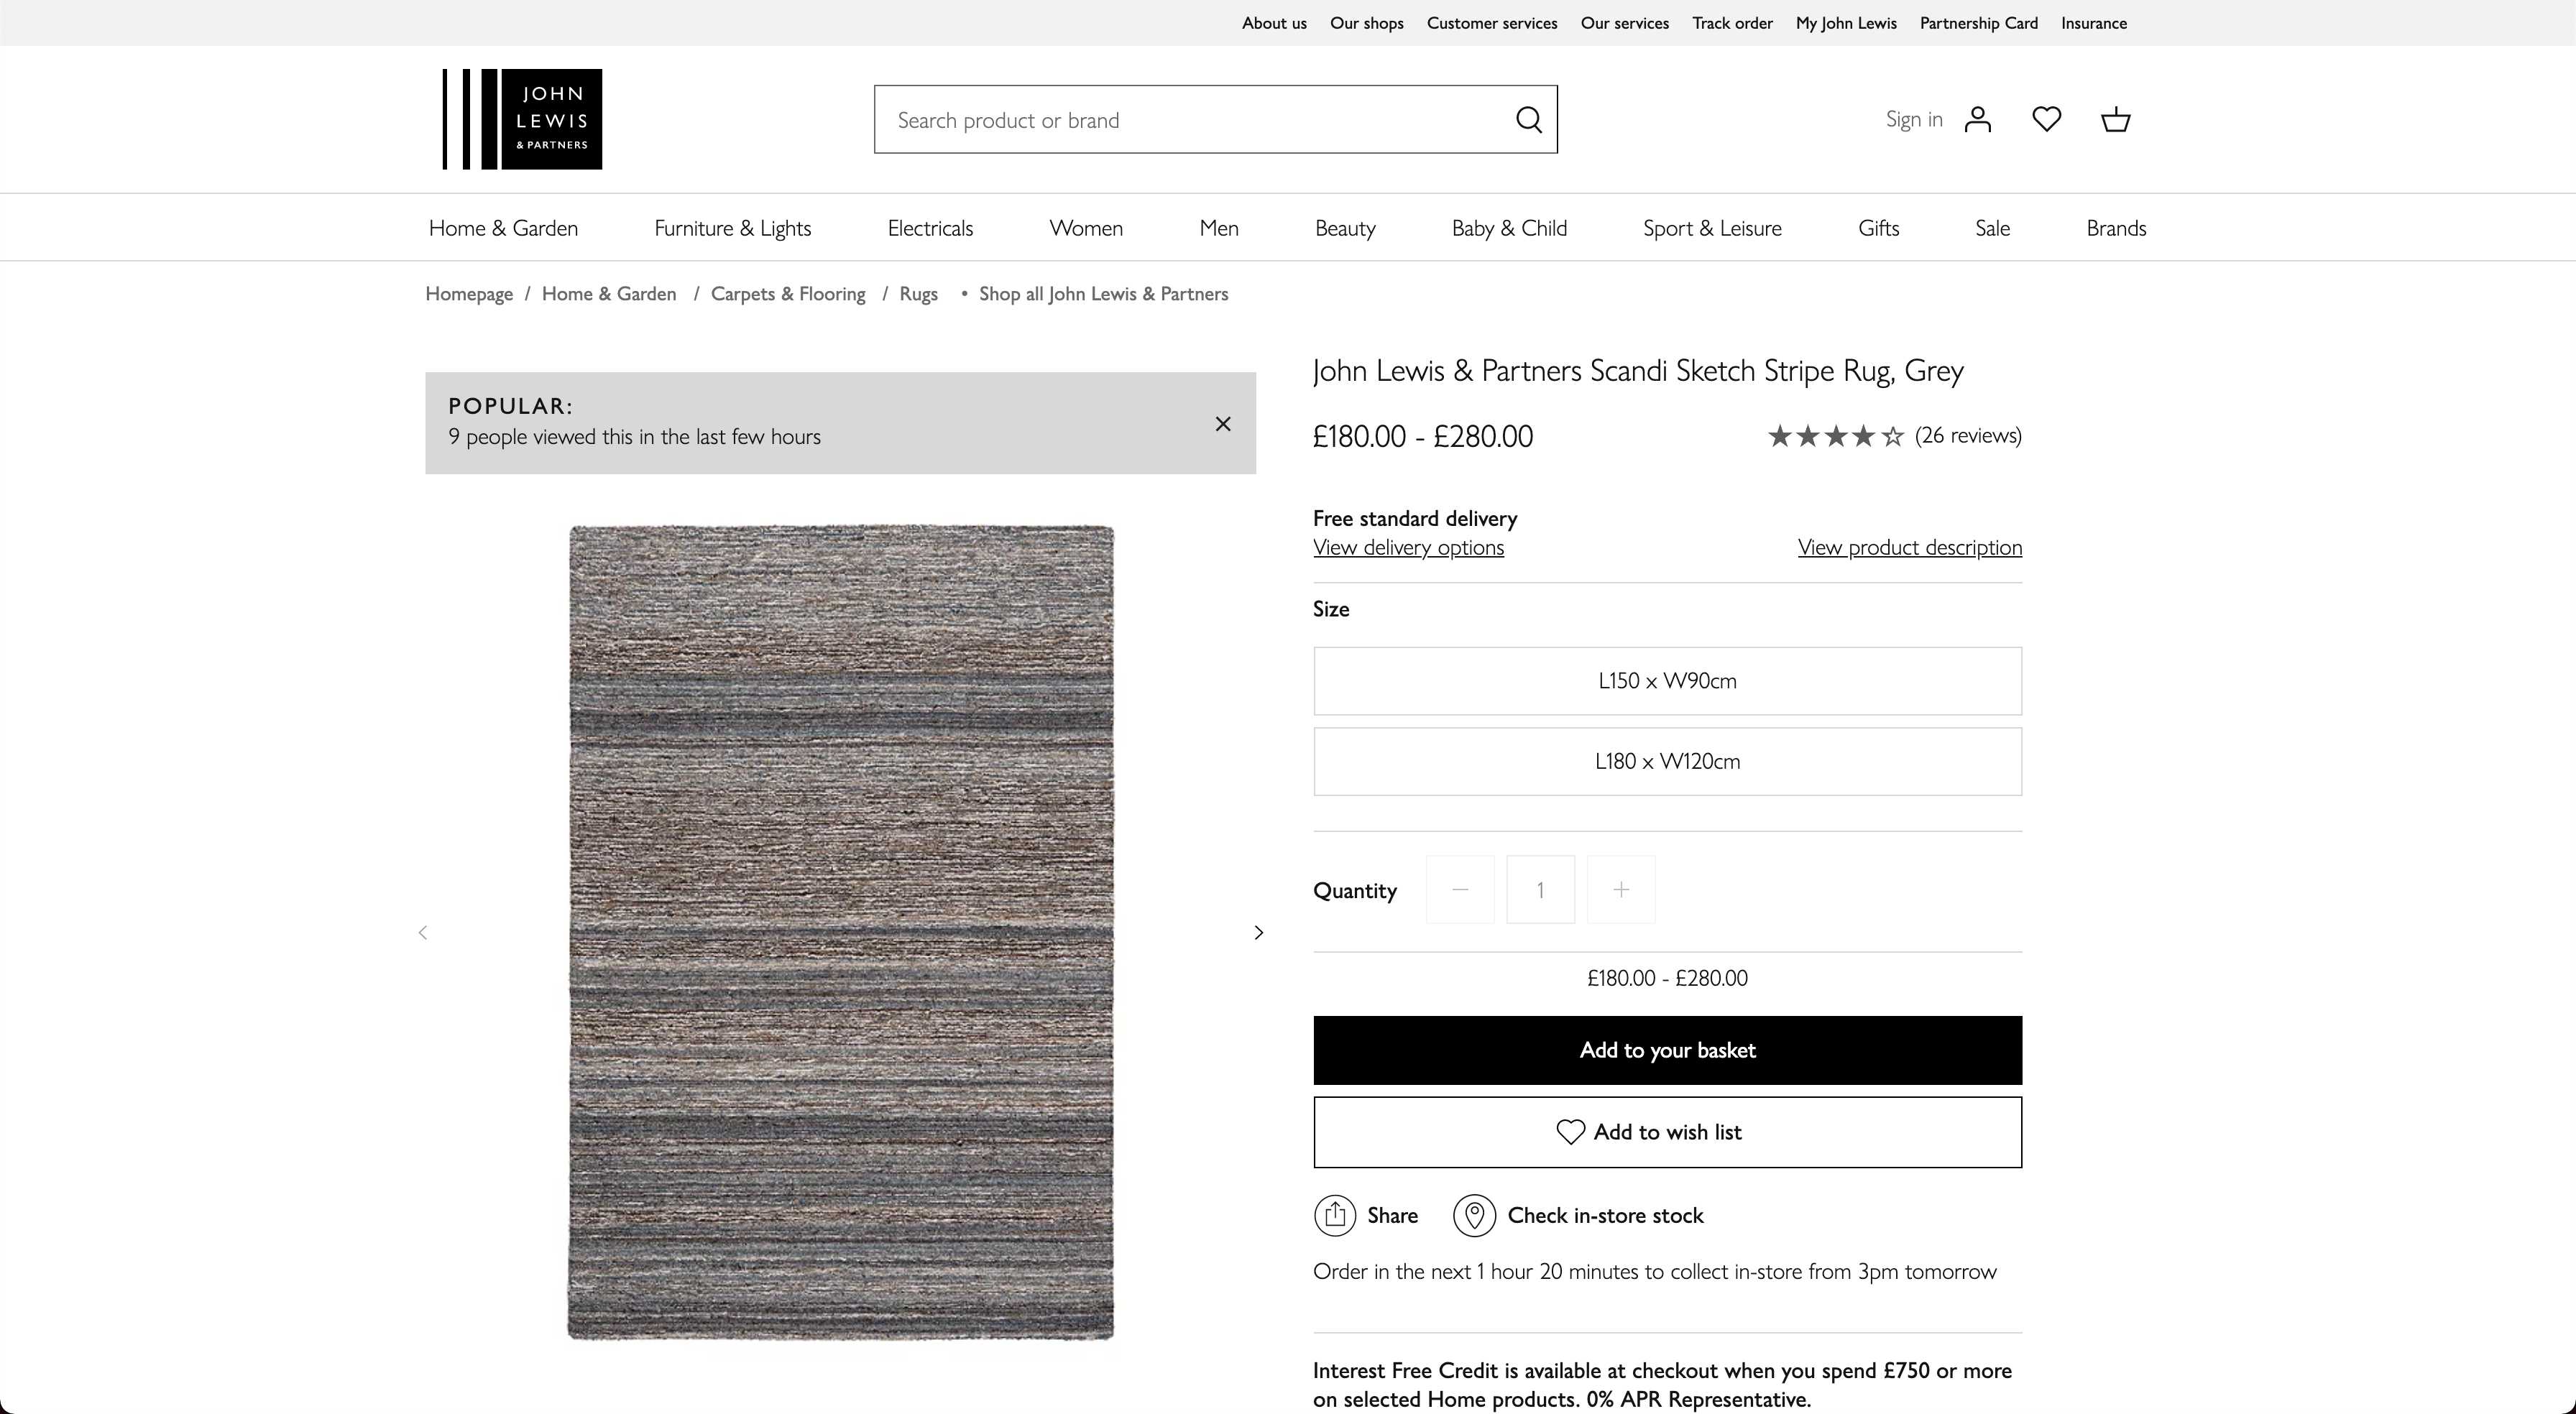 About us Our shops Customer services Our services Track order My John Lewis Partnership Card Insurance
JOHN
LEWIS
& PARTNERS
Search product or brand
Sign in
Home & Garden Furniture & Lights Electricals Women Men Beauty Baby & Child Sport & Leisure Gifts Sale Brands
Homepage / Home & Garden / Carpets & Flooring / Rugs • Shop all John Lewis & Partners
POPULAR:
9 people viewed this in the last few hours
John Lewis & Partners Scandi Sketch Stripe Rug, Grey
£180.00 - £280.00 (26 reviews)
Free standard delivery
View delivery options View product description
Size
L150 x W90cm
L180 x W120cm
Quantity 1
£180.00 - £280.00
Add to your basket
Add to wish list
Share Check in-store stock
Order in the next 1 hour 20 minutes to collect in-store from 3pm tomorrow
Interest Free Credit is available at checkout when you spend £750 or more
on selected Home products. 0% APR Representative.